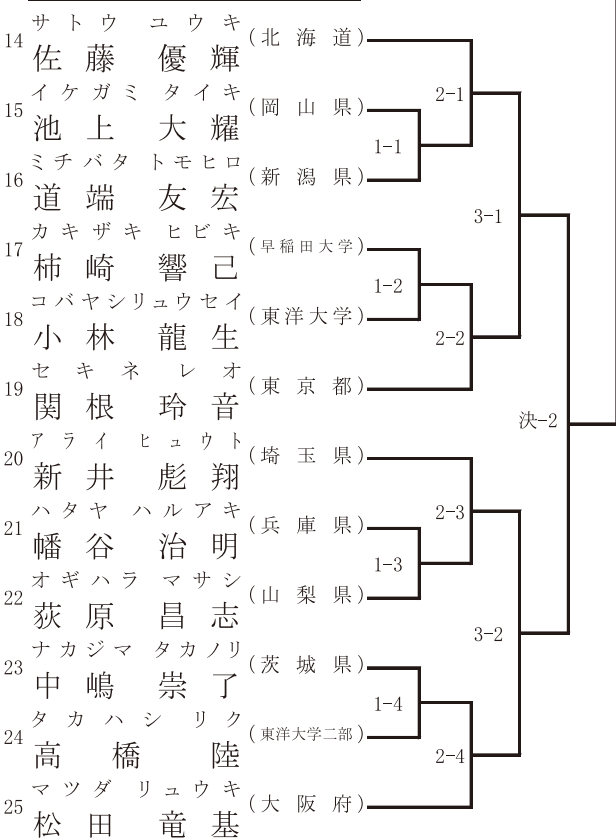 サトウ ユウキ
14 佐藤 優輝 (北海道)
イケガミ タイキ
15 池上 大耀 (岡山県)
ミチバタ トモヒロ
16 道端 友宏 (新潟県)
カキザキ ヒビキ
17 柿崎 響己 (早稲田大学)
コバヤシリュウセイ
18 小林 龍生 (東洋大学)
セキネ レオ
19 関根 玲音 (東京都)
アライ ヒュウト
20 新井 彪翔 (埼玉県)
ハタヤ ハルアキ
21 幡谷 治明 (兵庫県)
オギハラ マサシ
22 荻原 昌志 (山梨県)
ナカジマ タカノリ
23 中嶋 崇了 (茨城県)
タカハシ リク
24 高橋 陸 (東洋大学二部)
マツダ リュウキ
25 松田 竜基 (大阪府)
1-1
1-2
1-3
1-4
2-1
2-2
2-3
2-4
3-1
3-2
決-2